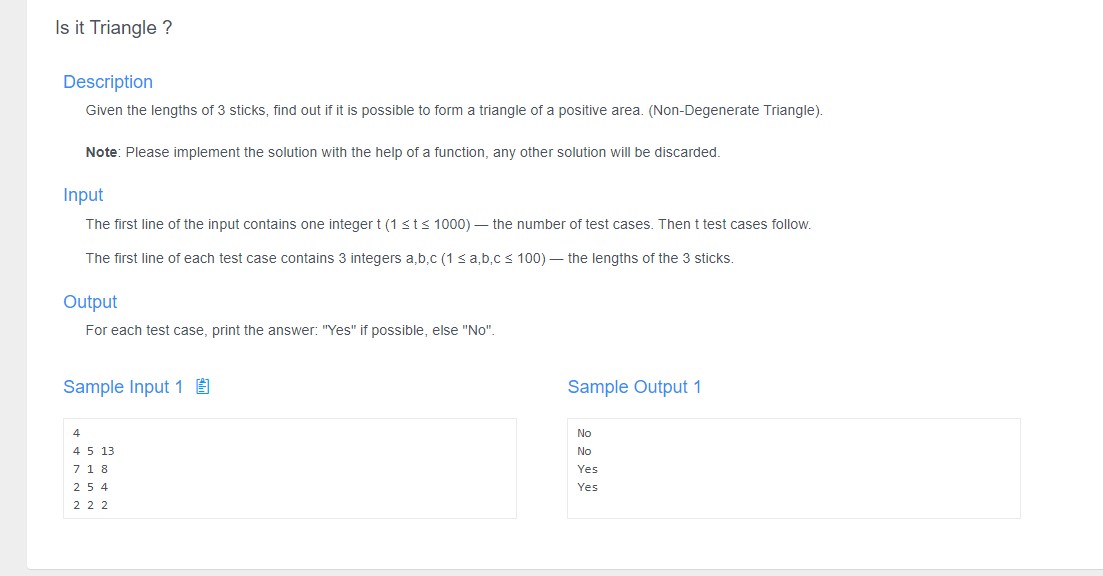 Is it Triangle ?
Description
Given the lengths of 3 sticks, find out if it is possible to form a triangle of a positive area. (Non-Degenerate Triangle).
Note: Please implement the solution with the help of a function, any other solution will be discarded.
Input
The first line of the input contains one integer t (1 ≤ t ≤ 1000) — the number of test cases. Then t test cases follow.
The first line of each test case contains 3 integers a,b,c (1 ≤ a,b,c ≤ 100) — the lengths of the 3 sticks.
Output
For each test case, print the answer: "Yes" if possible, else "No".
Sample Input 1
4
4 5 13
7 1 8
2 5 4
2 2 2
Sample Output 1
No
No
Yes
Yes